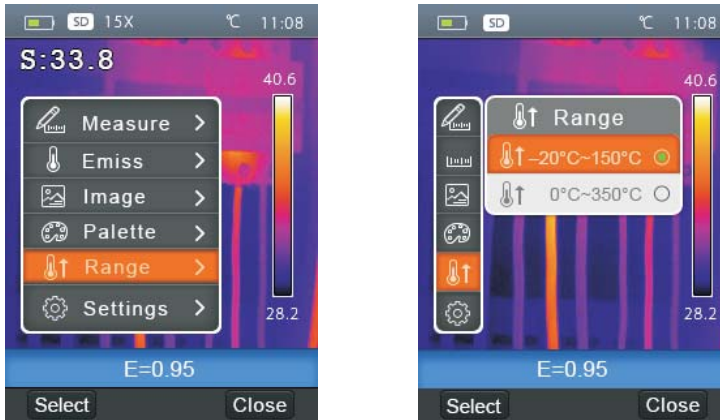 SD 15X ℃ 11:08
S:33.8
40.6
Measure >
Emiss >
Image >
Palette >
Range >
Settings >
28.2
E=0.95
Select Close
SD ℃ 11:08
40.6
Range
-20°C~150°C
0°C~350°C
28.2
E=0.95
Select Close